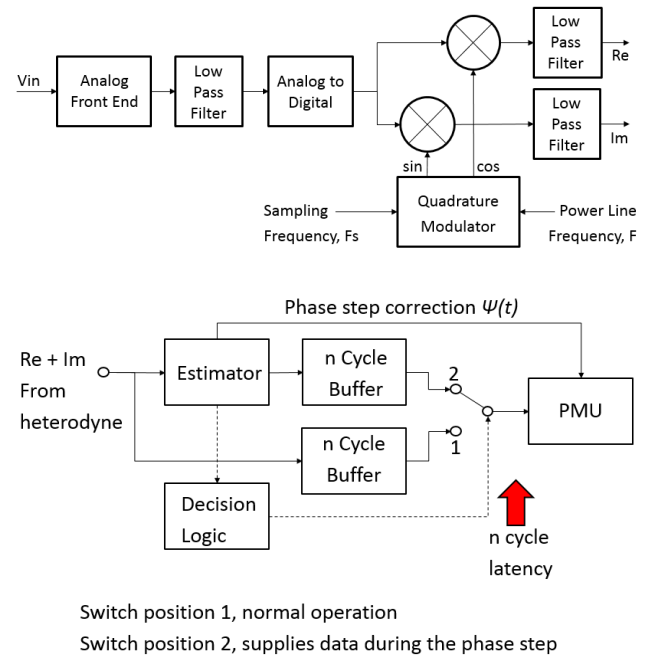 Vin
Analog
Front End
Low
Pass
Filter
Analog to
Digital
Low
Pass
Filter
Re
Low
Pass
Filter
Im
sin
cos
Sampling
Frequency, Fs
Quadrature
Modulator
Power Line
Frequency, F
Phase step correction Ψ(t)
Re + Im
From
heterodyne
Estimator
n Cycle
Buffer
2
PMU
n Cycle
Buffer
1
Decision
Logic
n cycle
latency
Switch position 1, normal operation
Switch position 2, supplies data during the phase step